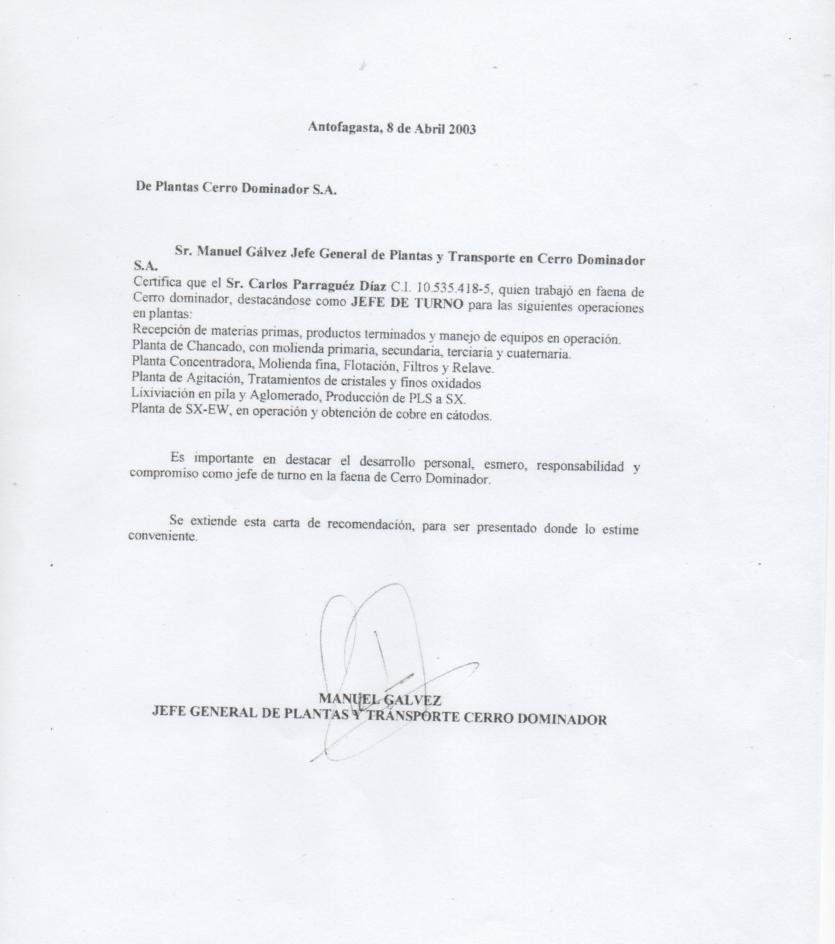 Antofagasta, 8 de Abril 2003
De Plantas Cerro Dominador S.A.
Sr. Manuel Gálvez Jefe General de Plantas y Transporte en Cerro Dominador
S.A.
Certifica que el Sr. Carlos Parraguéz Díaz C.I. 10.535.418-5, quien trabajó en faena de
Cerro dominador, destacándose como JEFE DE TURNO para las siguientes operaciones
en plantas:
Recepción de materias primas, productos terminados y manejo de equipos en operación.
Planta de Chancado, con molienda primaria, secundaria, terciaria y cuaternaria.
Planta Concentradora, Molienda fina, Flotación, Filtros y Relave.
Planta de Agitación, Tratamientos de cristales y finos oxidados
Lixiviación en pila y Aglomerado, Producción de PLS a SX.
Planta de SX-EW, en operación y obtención de cobre en cátodos.
Es importante en destacar el desarrollo personal, esmero, responsabilidad y
compromiso como jefe de turno en la faena de Cerro Dominador.
Se extiende esta carta de recomendación, para ser presentado donde lo estime
conveniente.
MANUEL GALVEZ
JEFE GENERAL DE PLANTAS Y TRANSPORTE CERRO DOMINADOR